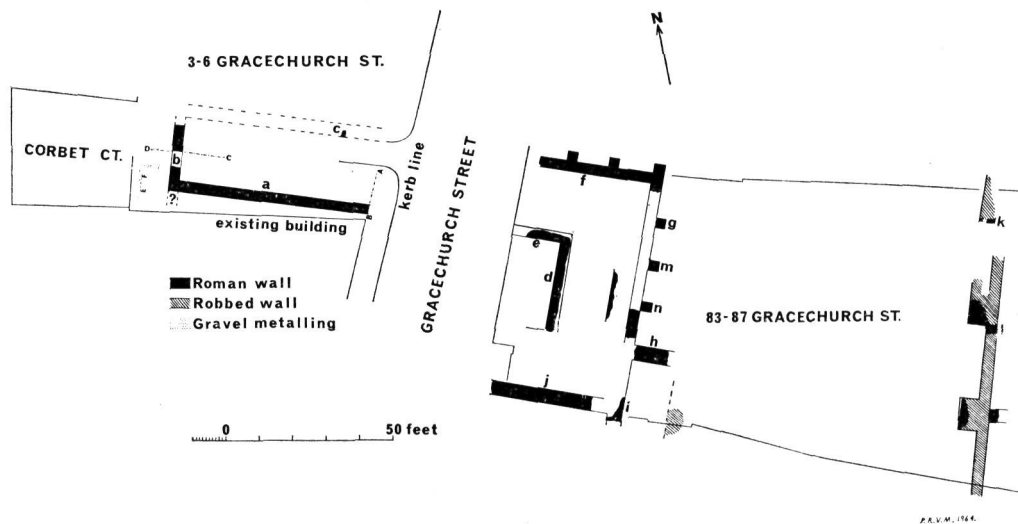 N
3-6 GRACECHURCH ST.
c
CORBET CT.
D
C
b
a
A
B
?
kerb line
existing building
GRACECHURCH STREET
f
g
e
m
d
n
h
j
i
k
l
83-87 GRACECHURCH ST.
Roman wall
Robbed wall
Gravel metalling
0 50 feet
P.R.V.M, 1964.